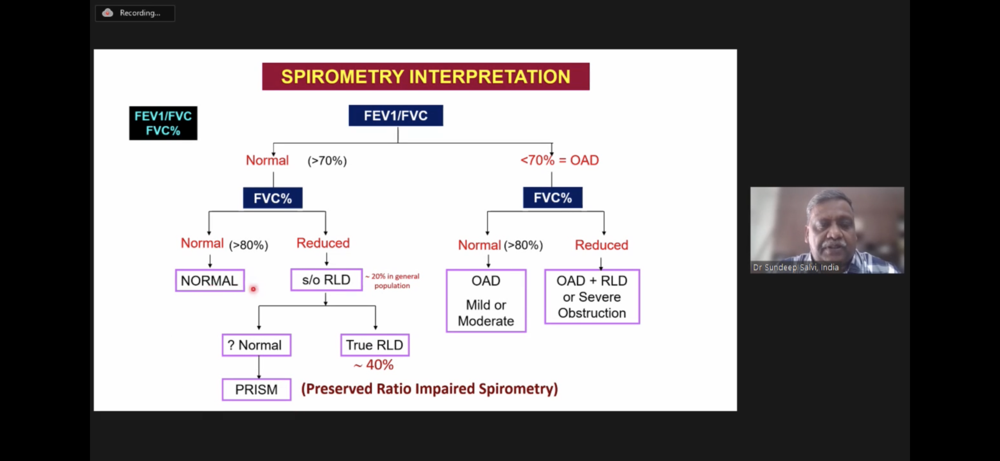 Recording...
SPIROMETRY INTERPRETATION
FEV1/FVC
FVC%
FEV1/FVC
Normal (>70%)
<70% = OAD
FVC%
FVC%
Normal (>80%)
Reduced
Normal (>80%)
Reduced
NORMAL
s/o RLD
~ 20% in general
population
OAD
Mild or
Moderate
OAD + RLD
or Severe
Obstruction
? Normal
True RLD
~ 40%
PRISM
(Preserved Ratio Impaired Spirometry)
Dr Sundeep Salvi, India